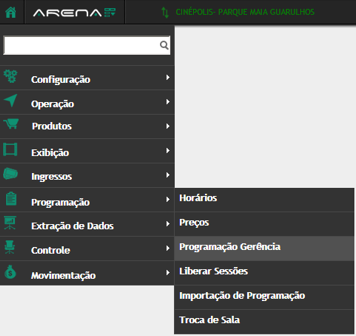 ARENA
CINÉPOLIS- PARQUE MAIA GUARULHOS
Configuração
Operação
Produtos
Exibição
Ingressos
Programação
Horários
Preços
Programação Gerência
Extração de Dados
Liberar Sessões
Controle
Importação de Programação
Movimentação
Troca de Sala